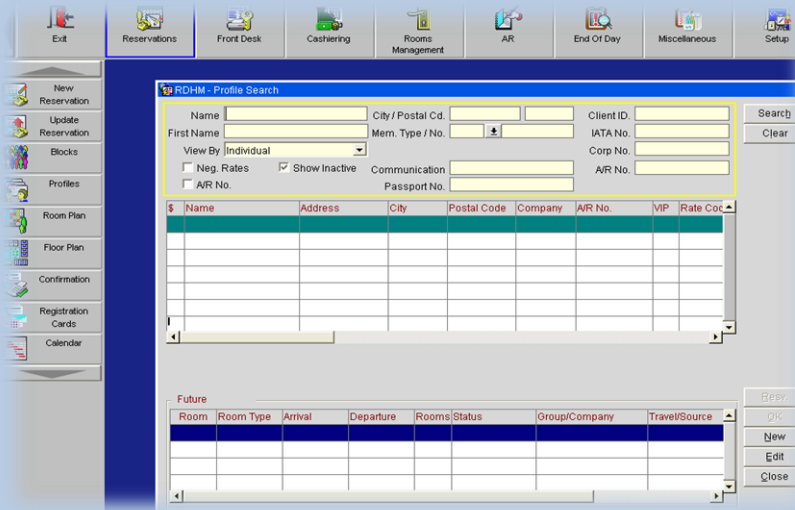 Exit
Reservations
Front Desk
Cashiering
Rooms
Management
AR
End Of Day
Miscellaneous
Setup
New
Reservation
Update
Reservation
Blocks
Profiles
Room Plan
Floor Plan
Confirmation
Registration
Cards
Calendar
RDHM - Profile Search
Name City / Postal Cd. Client ID.
First Name Mem. Type / No. IATA No.
View By Individual Corp No.
Neg. Rates Show Inactive Communication A/R No.
A/R No. Passport No.
Search
Clear
$ Name Address City Postal Code Company A/R No. VIP Rate Coc
Future
Room Room Type Arrival Departure Rooms Status Group/Company Travel/Source
Resv
OK
New
Edit
Close